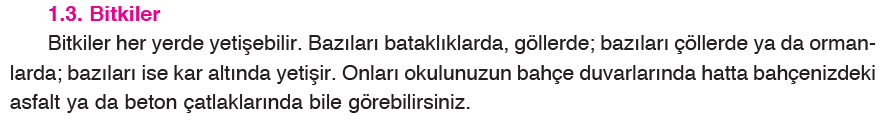 1.3. Bitkiler
Bitkiler her yerde yetişebilir. Bazıları bataklıklarda, göllerde; bazıları çöllerde ya da orman-
larda; bazıları ise kar altında yetişir. Onları okulunuzun bahçe duvarlarında hatta bahçenizdeki
asfalt ya da beton çatlaklarında bile görebilirsiniz.